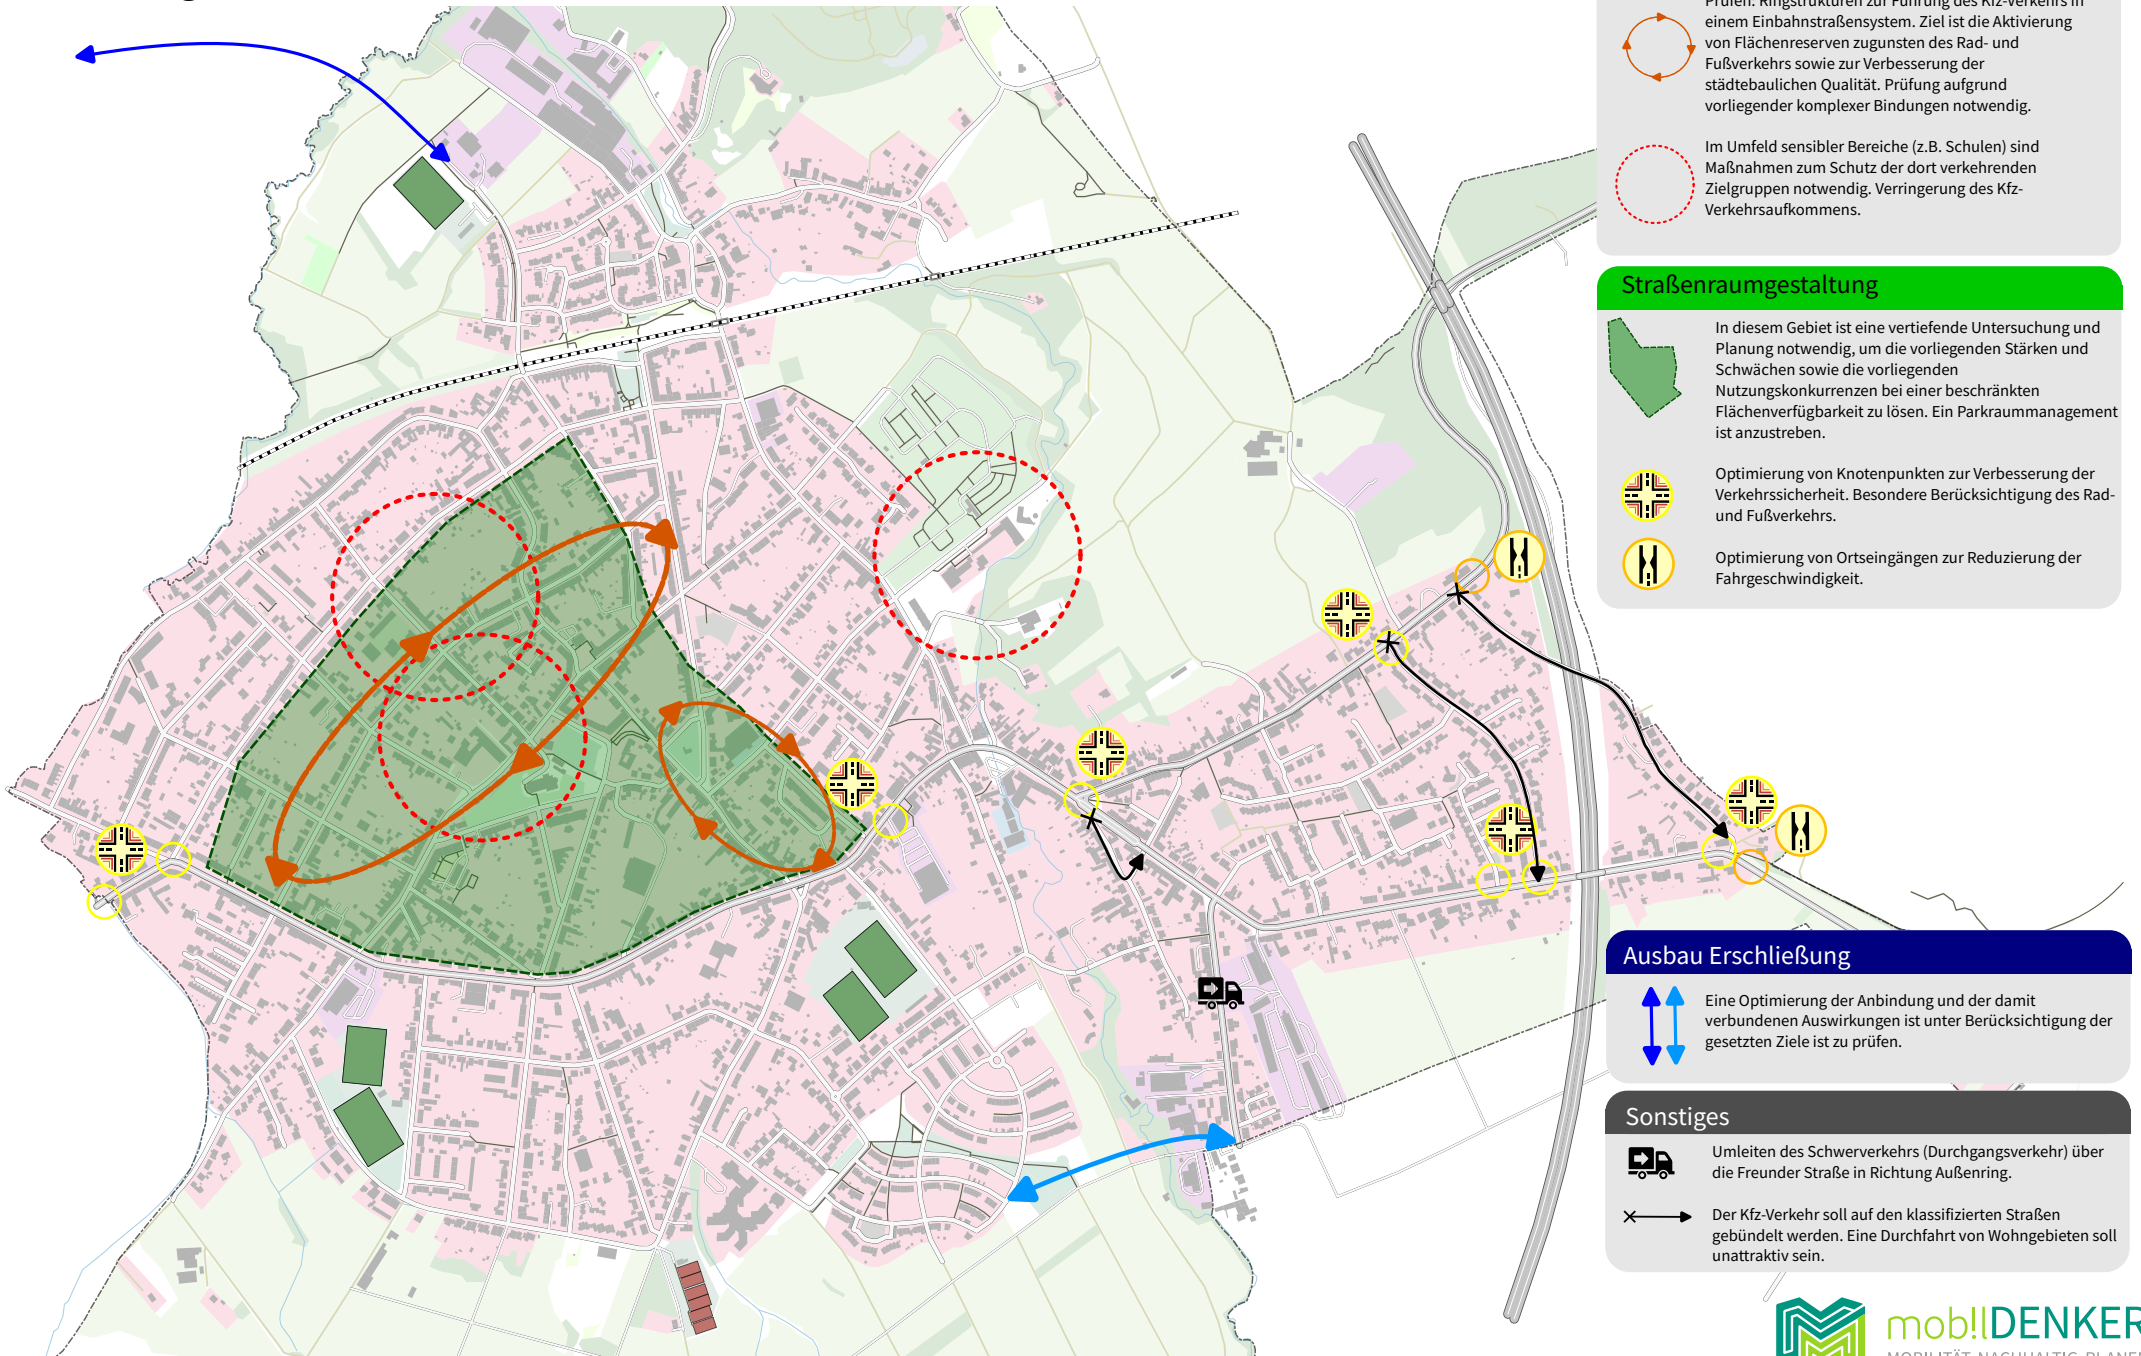 Prüfen: Ringstrukturen zur Führung des Kfz-Verkehrs in
einem Einbahnstraßensystem. Ziel ist die Aktivierung
von Flächenreserven zugunsten des Rad- und
Fußverkehrs sowie zur Verbesserung der
städtebaulichen Qualität. Prüfung aufgrund
vorliegender komplexer Bindungen notwendig.
Im Umfeld sensibler Bereiche (z.B. Schulen) sind
Maßnahmen zum Schutz der dort verkehrenden
Zielgruppen notwendig. Verringerung des Kfz-
Verkehrsaufkommens.
Straßenraumgestaltung
In diesem Gebiet ist eine vertiefende Untersuchung und
Planung notwendig, um die vorliegenden Stärken und
Schwächen sowie die vorliegenden
Nutzungskonkurrenzen bei einer beschränkten
Flächenverfügbarkeit zu lösen. Ein Parkraummanagement
ist anzustreben.
Optimierung von Knotenpunkten zur Verbesserung der
Verkehrssicherheit. Besondere Berücksichtigung des Rad-
und Fußverkehrs.
Optimierung von Ortseingängen zur Reduzierung der
Fahrgeschwindigkeit.
Ausbau Erschließung
Eine Optimierung der Anbindung und der damit
verbundenen Auswirkungen ist unter Berücksichtigung der
gesetzten Ziele ist zu prüfen.
Sonstiges
Umleiten des Schwerverkehrs (Durchgangsverkehr) über
die Freunder Straße in Richtung Außenring.
Der Kfz-Verkehr soll auf den klassifizierten Straßen
gebündelt werden. Eine Durchfahrt von Wohngebieten soll
unattraktiv sein.
mob!lDENKER
MOBILITÄT NACHHALTIG PLANEN